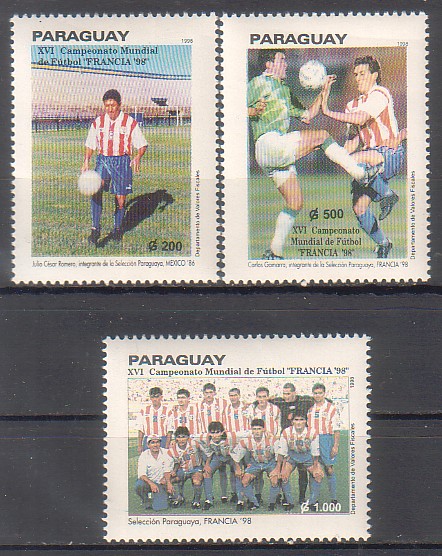 PARAGUAY
1998
XVI Campeonato Mundial
de Fútbol "FRANCIA '98"
₲ 200
Departamento de Valores Fiscales
Julio César Romero, integrante de la Selección Paraguaya, MEXICO '86
PARAGUAY
1998
₲ 500
XVI Campeonato
Mundial de Fútbol
"FRANCIA '98"
Departamento de Valores Fiscales
Carlos Gamarra, integrante de la Selección Paraguaya, FRANCIA '98
PARAGUAY
XVI Campeonato Mundial de Fútbol "FRANCIA '98"
1998
Departamento de Valores Fiscales
₲ 1.000
Selección Paraguaya, FRANCIA '98